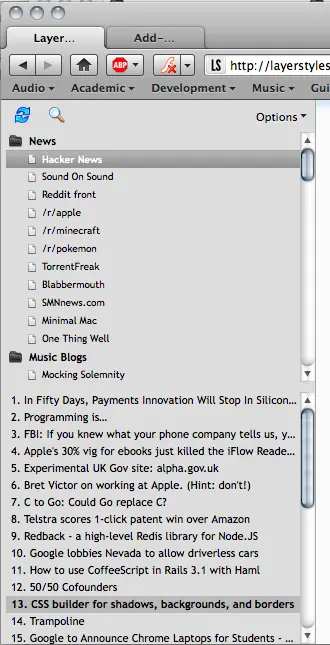 Layer...
Add-...
ABP
LS http://layerstyles
Audio Academic Development Music Gui
Options
News
Hacker News
Sound On Sound
Reddit front
/r/apple
/r/minecraft
/r/pokemon
TorrentFreak
Blabbermouth
SMNnews.com
Minimal Mac
One Thing Well
Music Blogs
Mocking Solemnity
1. In Fifty Days, Payments Innovation Will Stop In Silicon...
2. Programming is...
3. FBI: If you knew what your phone company tells us, y...
4. Apple's 30% vig for ebooks just killed the iFlow Reade...
5. Experimental UK Gov site: alpha.gov.uk
6. Bret Victor on working at Apple. (Hint: don't!)
7. C to Go: Could Go replace C?
8. Telstra scores 1-click patent win over Amazon
9. Redback - a high-level Redis library for Node.JS
10. Google lobbies Nevada to allow driverless cars
11. How to use CoffeeScript in Rails 3.1 with Haml
12. 50/50 Cofounders
13. CSS builder for shadows, backgrounds, and borders
14. Trampoline
15. Google to Announce Chrome Laptops for Students - ...